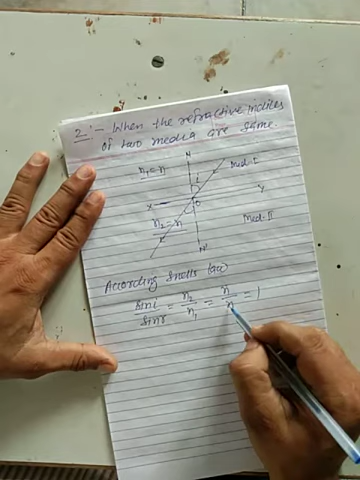 2:- When the refractive indices
of two media are same.
N
n₁ = n
Med-I
i
X
O
Y
n₂ = n
r
Med-II
N'
According Snell's law
sin i / sin r = n₂ / n₁ = n / n = 1